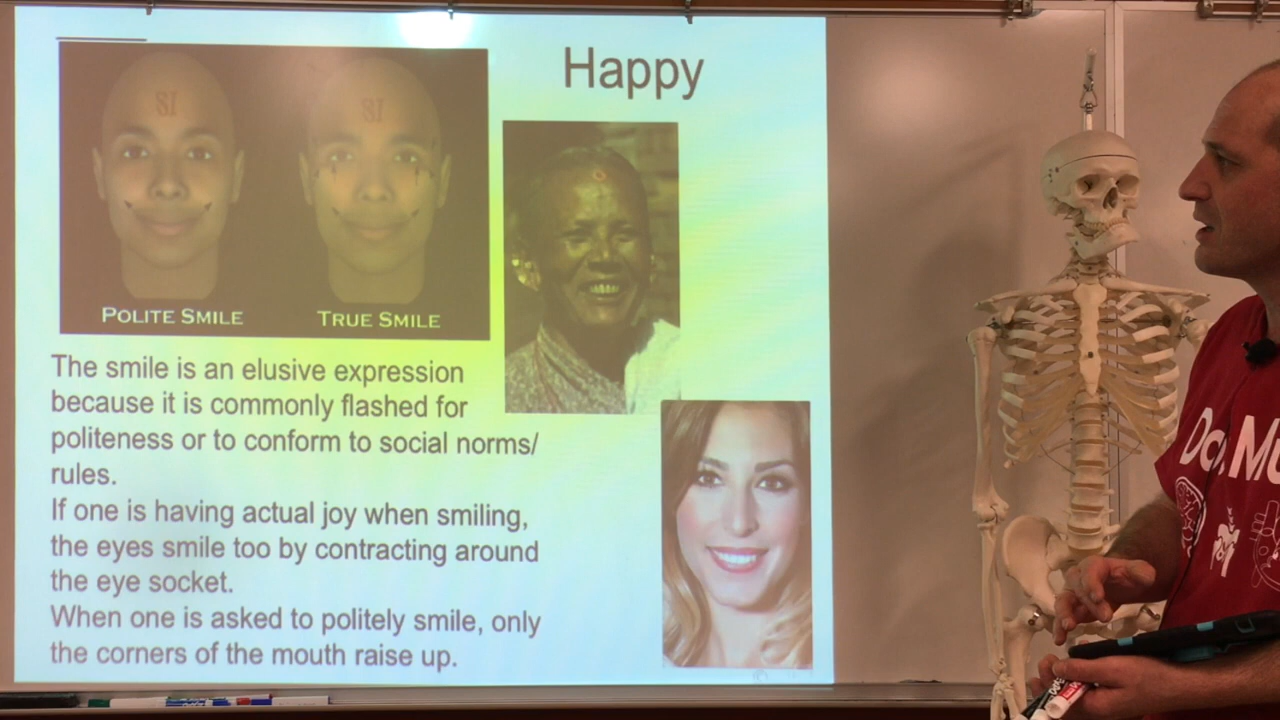 Happy
SI
SI
POLITE SMILE
TRUE SMILE
The smile is an elusive expression
because it is commonly flashed for
politeness or to conform to social norms/
rules.
If one is having actual joy when smiling,
the eyes smile too by contracting around
the eye socket.
When one is asked to politely smile, only
the corners of the mouth raise up.